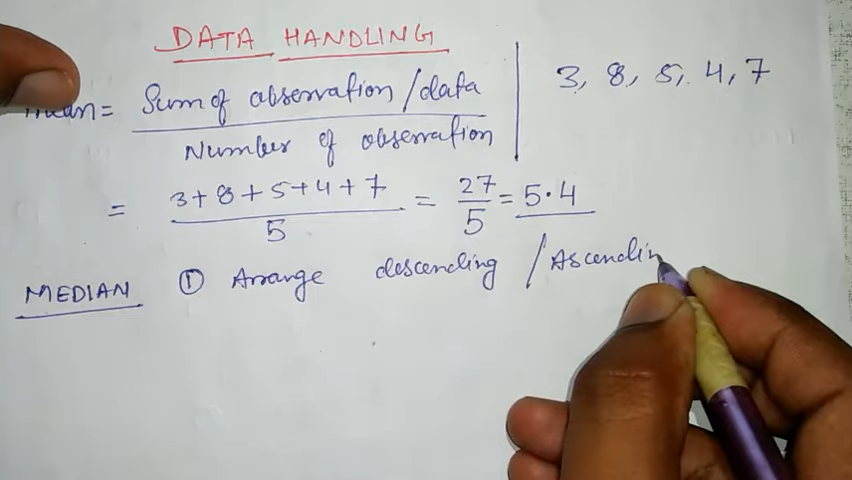 DATA HANDLING
= Sum of observation/data
Number of observation
3, 8, 5, 4, 7
= 3+8+5+4+7 = 27 = 5.4
5 5
MEDIAN ① Arrange descending / Ascendin